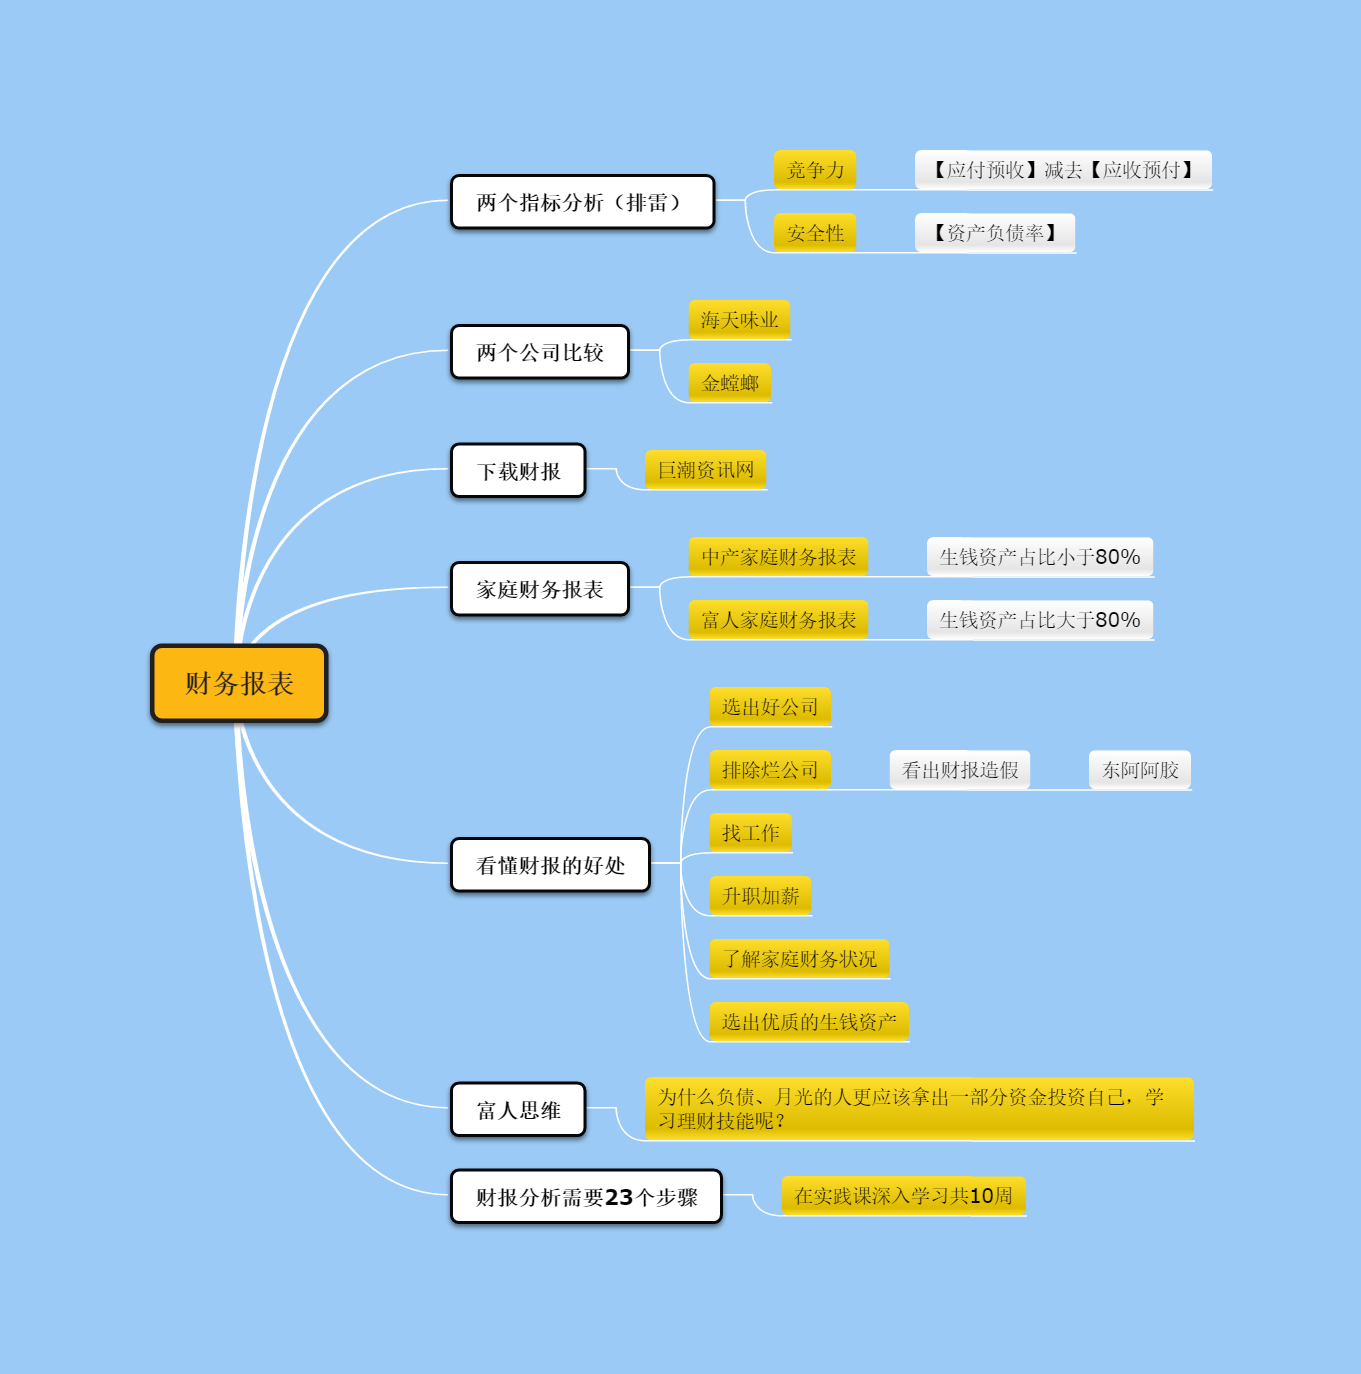 财务报表
两个指标分析（排雷）
竞争力
【应付预收】减去【应收预付】
安全性
【资产负债率】
两个公司比较
海天味业
金螳螂
下载财报
巨潮资讯网
家庭财务报表
中产家庭财务报表
生钱资产占比小于80%
富人家庭财务报表
生钱资产占比大于80%
看懂财报的好处
选出好公司
排除烂公司
看出财报造假
东阿阿胶
找工作
升职加薪
了解家庭财务状况
选出优质的生钱资产
富人思维
为什么负债、月光的人更应该拿出一部分资金投资自己，学
习理财技能呢？
财报分析需要23个步骤
在实践课深入学习共10周